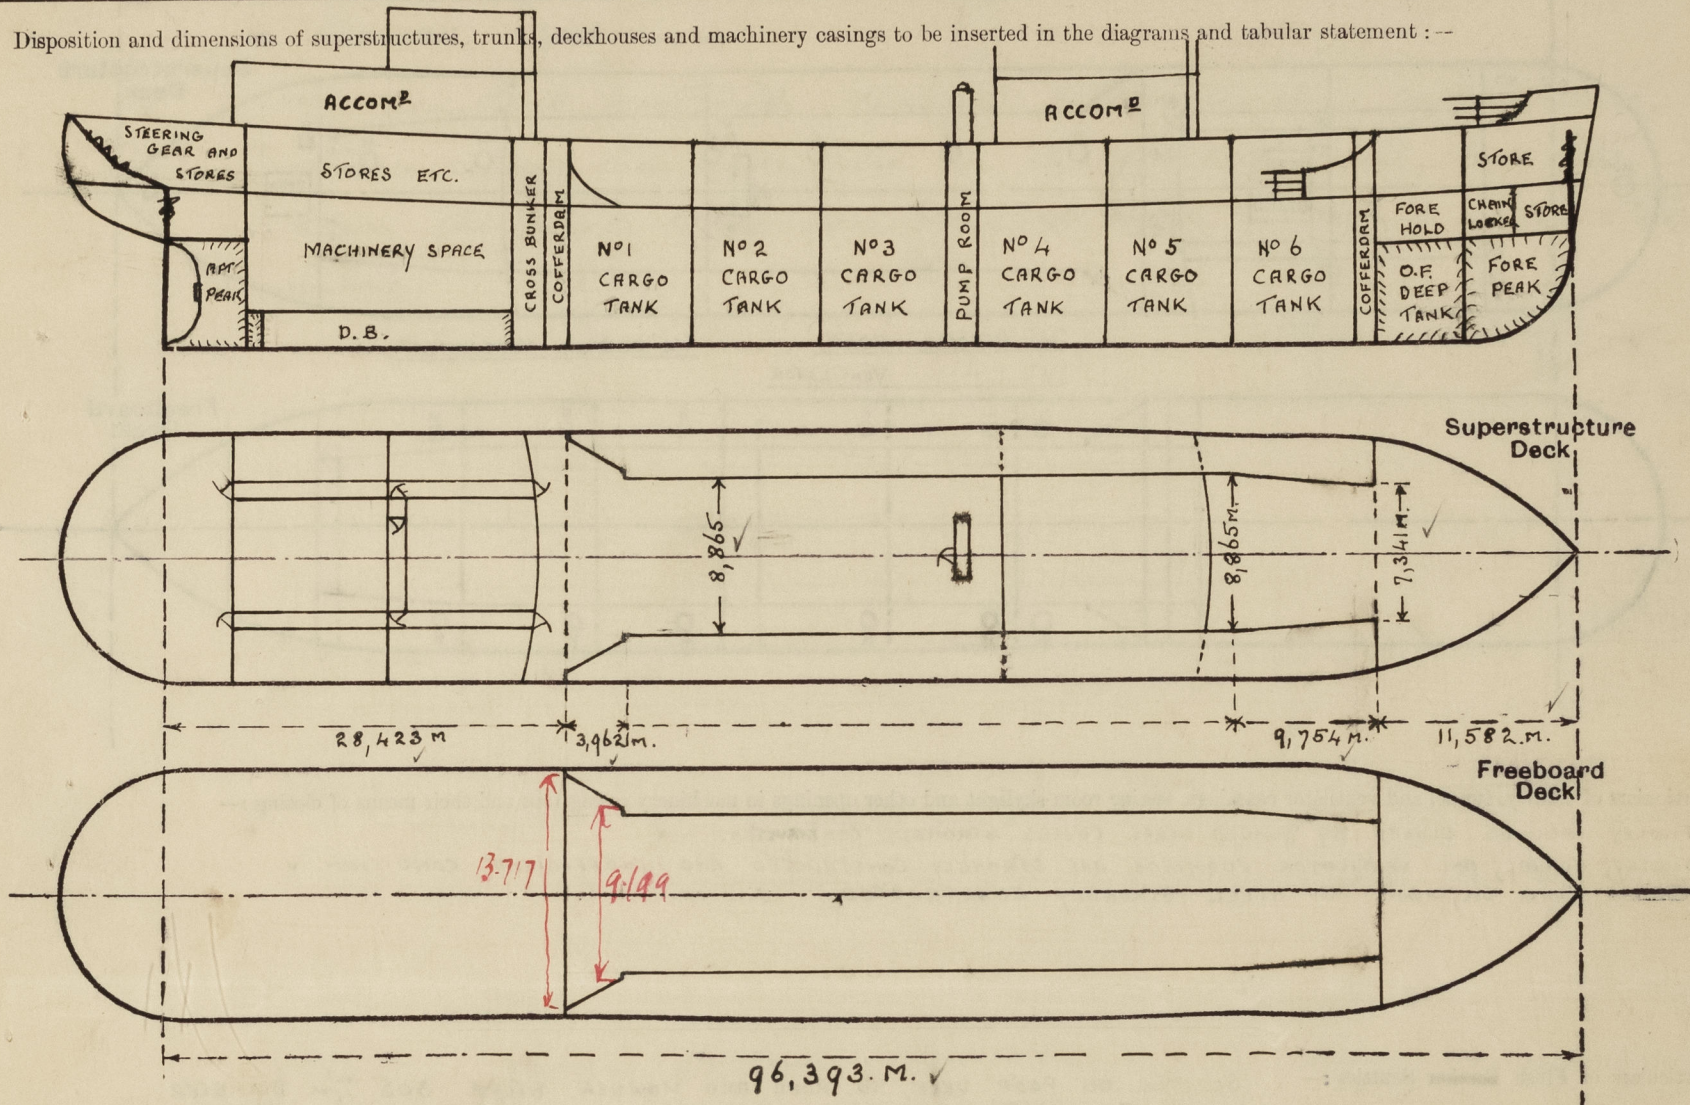 Disposition and dimensions of superstructures, trunks, deckhouses and machinery casings to be inserted in the diagrams and tabular statement :—
ACCOMD
ACCOMD
STEERING
GEAR AND
STORES
STORES ETC.
STORE
CHAIN
LOCKER
STORE
FORE
HOLD
MACHINERY SPACE
CROSS BUNKER
COFFERDAM
No1
CARGO
TANK
No 2
CARGO
TANK
No 3
CARGO
TANK
PUMP ROOM
No 4
CARGO
TANK
No 5
CARGO
TANK
No 6
CARGO
TANK
COFFERDAM
O.F.
DEEP
TANK
FORE
PEAK
AFT
PEAK
D.B.
Superstructure
Deck
8,865
8,865M.
7,341M.
28,423 M
3,962M.
9,754 M.
11,582.M.
Freeboard
Deck
13.717
9.199
96,393. M.